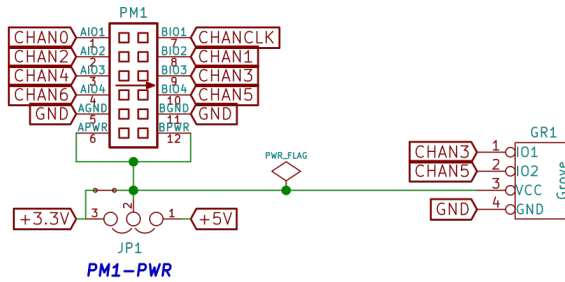 PM1
CHAN0 AIO1 1 BIO1 7 CHANCLK
CHAN2 AIO2 2 BIO2 8 CHAN1
CHAN4 AIO3 3 BIO3 9 CHAN3
CHAN6 AIO4 4 BIO4 10 CHAN5
GND AGND 5 BGND 11 GND
APWR 6 BPWR 12
PWR_FLAG
GR1
CHAN3 1 IO1
CHAN5 2 IO2
3 VCC
GND 4 GND
Grove
+3.3V 3 2 1 +5V
JP1
PM1-PWR